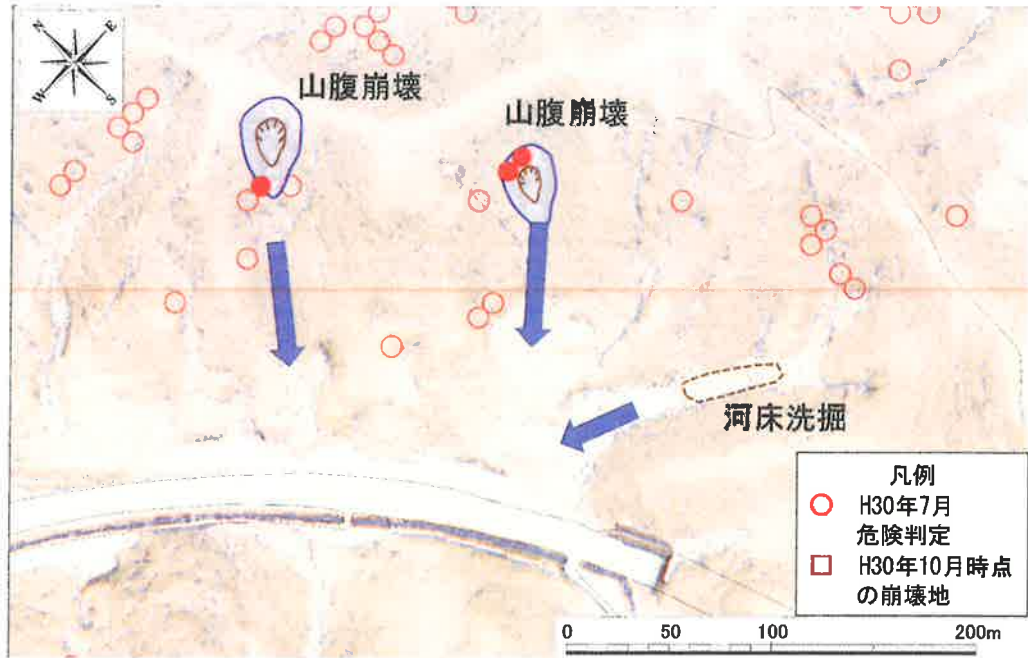 N
E
W
S
山腹崩壊
山腹崩壊
河床洗掘
凡例
H30年7月
危険判定
H30年10月時点
の崩壊地
0 50 100 200m